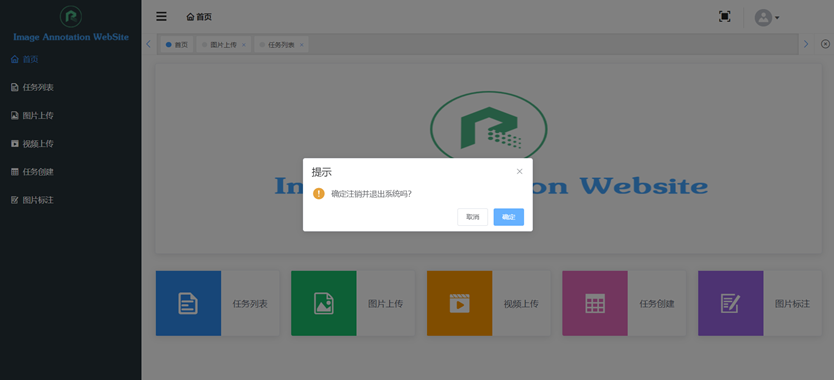 Image Annotation WebSite
首页
任务列表
图片上传
视频上传
任务创建
图片标注
首页
首页
图片上传 ×
任务列表 ×
Im
on Website
提示
确定注销并退出系统吗?
取消
确定
任务列表
图片上传
视频上传
任务创建
图片标注